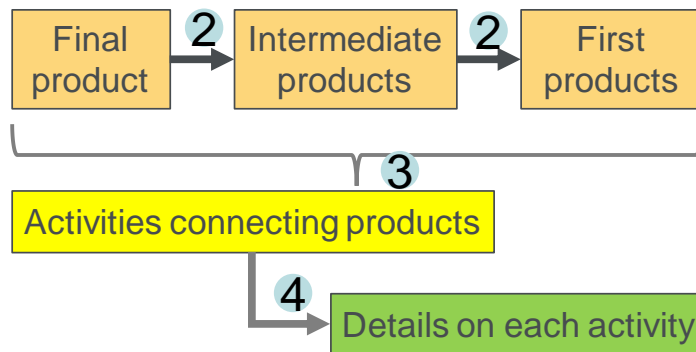 Final
product
2
Intermediate
products
2
First
products
3
Activities connecting products
4
Details on each activity